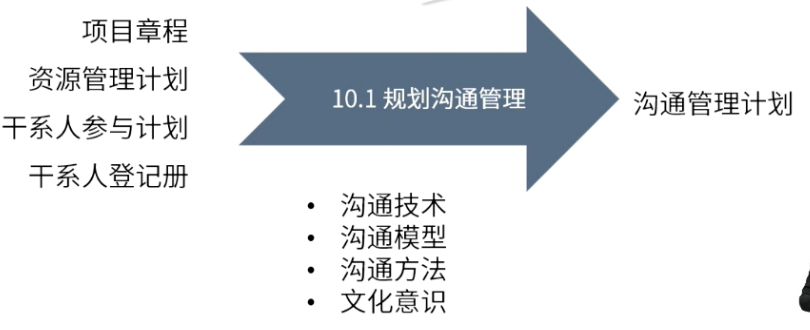 项目章程
资源管理计划
干系人参与计划
干系人登记册
10.1 规划沟通管理
沟通管理计划
• 沟通技术
• 沟通模型
• 沟通方法
• 文化意识